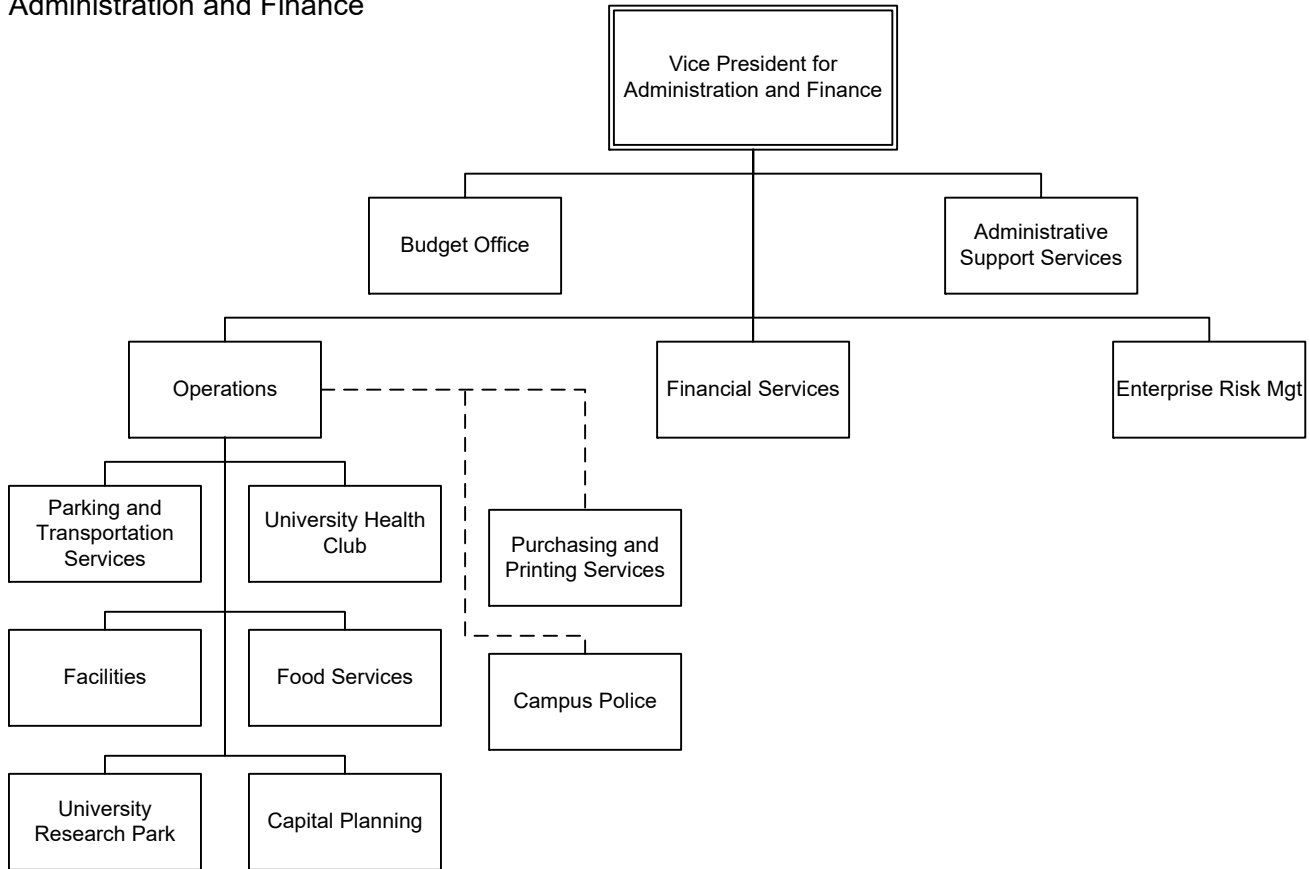 Administration and Finance
Vice President for
Administration and Finance
Budget Office
Administrative
Support Services
Operations
Financial Services
Enterprise Risk Mgt
Parking and
Transportation
Services
University Health
Club
Purchasing and
Printing Services
Facilities
Food Services
Campus Police
University
Research Park
Capital Planning